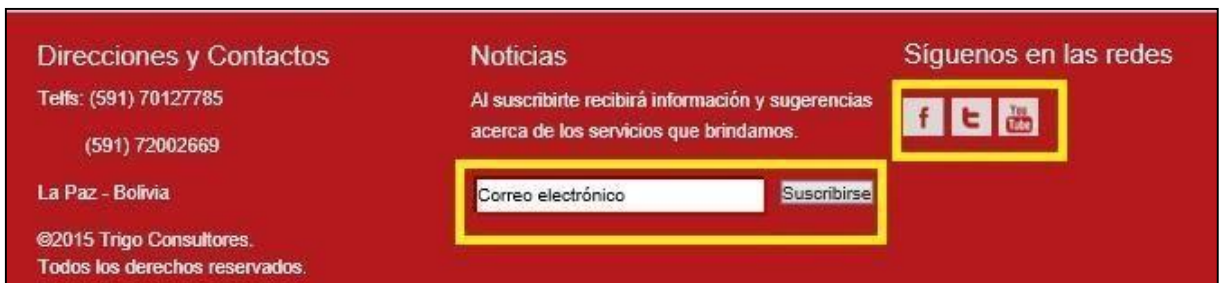 Direcciones y Contactos
Telfs: (591) 70127785
(591) 72002669
La Paz - Bolivia
©2015 Trigo Consultores.
Todos los derechos reservados.
Noticias
Al suscribirte recibirá información y sugerencias
acerca de los servicios que brindamos.
Correo electrónico
Suscribirse
Síguenos en las redes
f t You
Tube